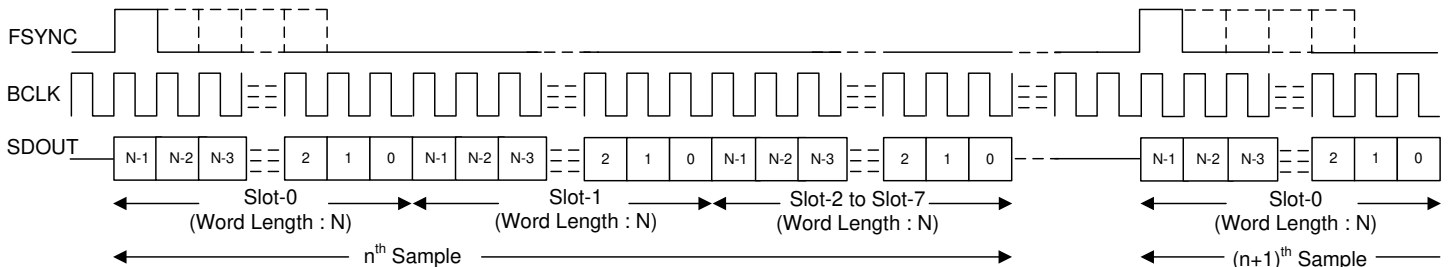 FSYNC
BCLK
SDOUT
N-1 N-2 N-3 2 1 0 N-1 N-2 N-3 2 1 0 N-1 N-2 N-3 2 1 0 N-1 N-2 N-3 2 1 0
Slot-0 Slot-1 Slot-2 to Slot-7 Slot-0
(Word Length : N) (Word Length : N) (Word Length : N) (Word Length : N)
nth Sample (n+1)th Sample